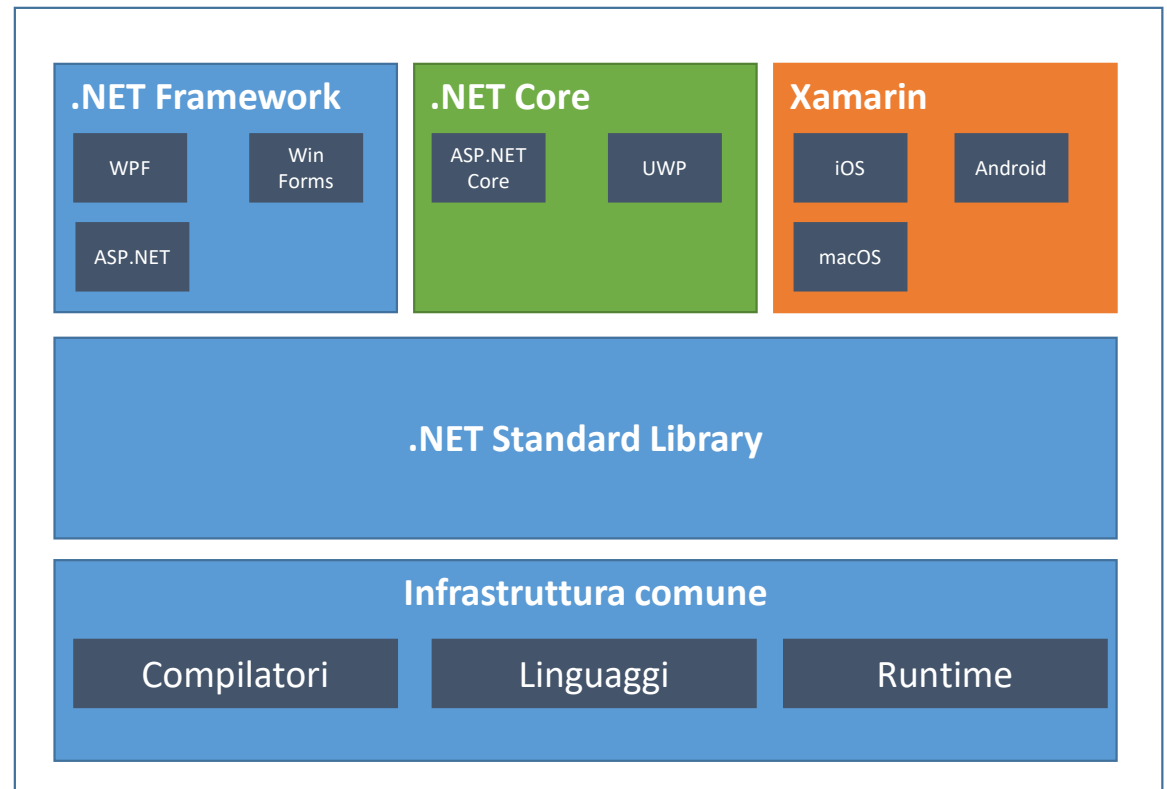 .NET Framework
WPF
Win
Forms
ASP.NET
.NET Core
ASP.NET
Core
UWP
Xamarin
iOS
Android
macOS
.NET Standard Library
Infrastruttura comune
Compilatori
Linguaggi
Runtime